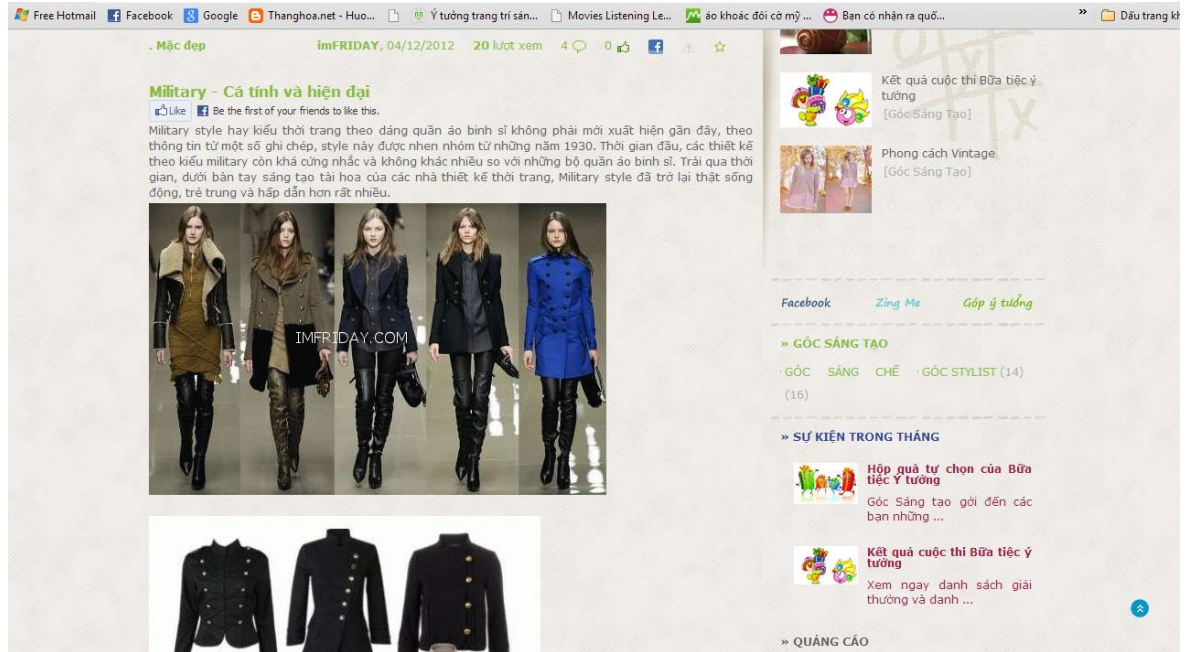 Free Hotmail Facebook Google Thanghoa.net - Huo... Ý tưởng trang trí sán... Movies Listening Le... áo khoác đôi cờ mỹ ... Bạn có nhận ra quố... » Dấu trang kh
. Mặc đẹp imFRIDAY, 04/12/2012 20 lượt xem 4 0
Military - Cá tính và hiện đại
Like Be the first of your friends to like this.
Military style hay kiểu thời trang theo dáng quần áo binh sĩ không phải mới xuất hiện gần đây, theo
thông tin từ một số ghi chép, style này được nhen nhóm từ những năm 1930. Thời gian đầu, các thiết kế
theo kiểu military còn khá cứng nhắc và không khác nhiều so với những bộ quần áo binh sĩ. Trải qua thời
gian, dưới bàn tay sáng tạo tài hoa của các nhà thiết kế thời trang, Military style đã trở lại thật sống
động, trẻ trung và hấp dẫn hơn rất nhiều.
IMFRIDAY.COM
Kết quả cuộc thi Bữa tiệc ý
tưởng
[Góc Sáng Tạo]
Phong cách Vintage
[Góc Sáng Tạo]
Facebook Zing Me Góp ý tưởng
» GÓC SÁNG TẠO
· GÓC SÁNG CHẾ · GÓC STYLIST (14)
(16)
» SỰ KIỆN TRONG THÁNG
Hộp quà tự chọn của Bữa
tiệc Ý tưởng
Góc Sáng tạo gởi đến các
bạn những ...
Kết quả cuộc thi Bữa tiệc ý
tưởng
Xem ngay danh sách giải
thưởng và danh ...
» QUẢNG CÁO